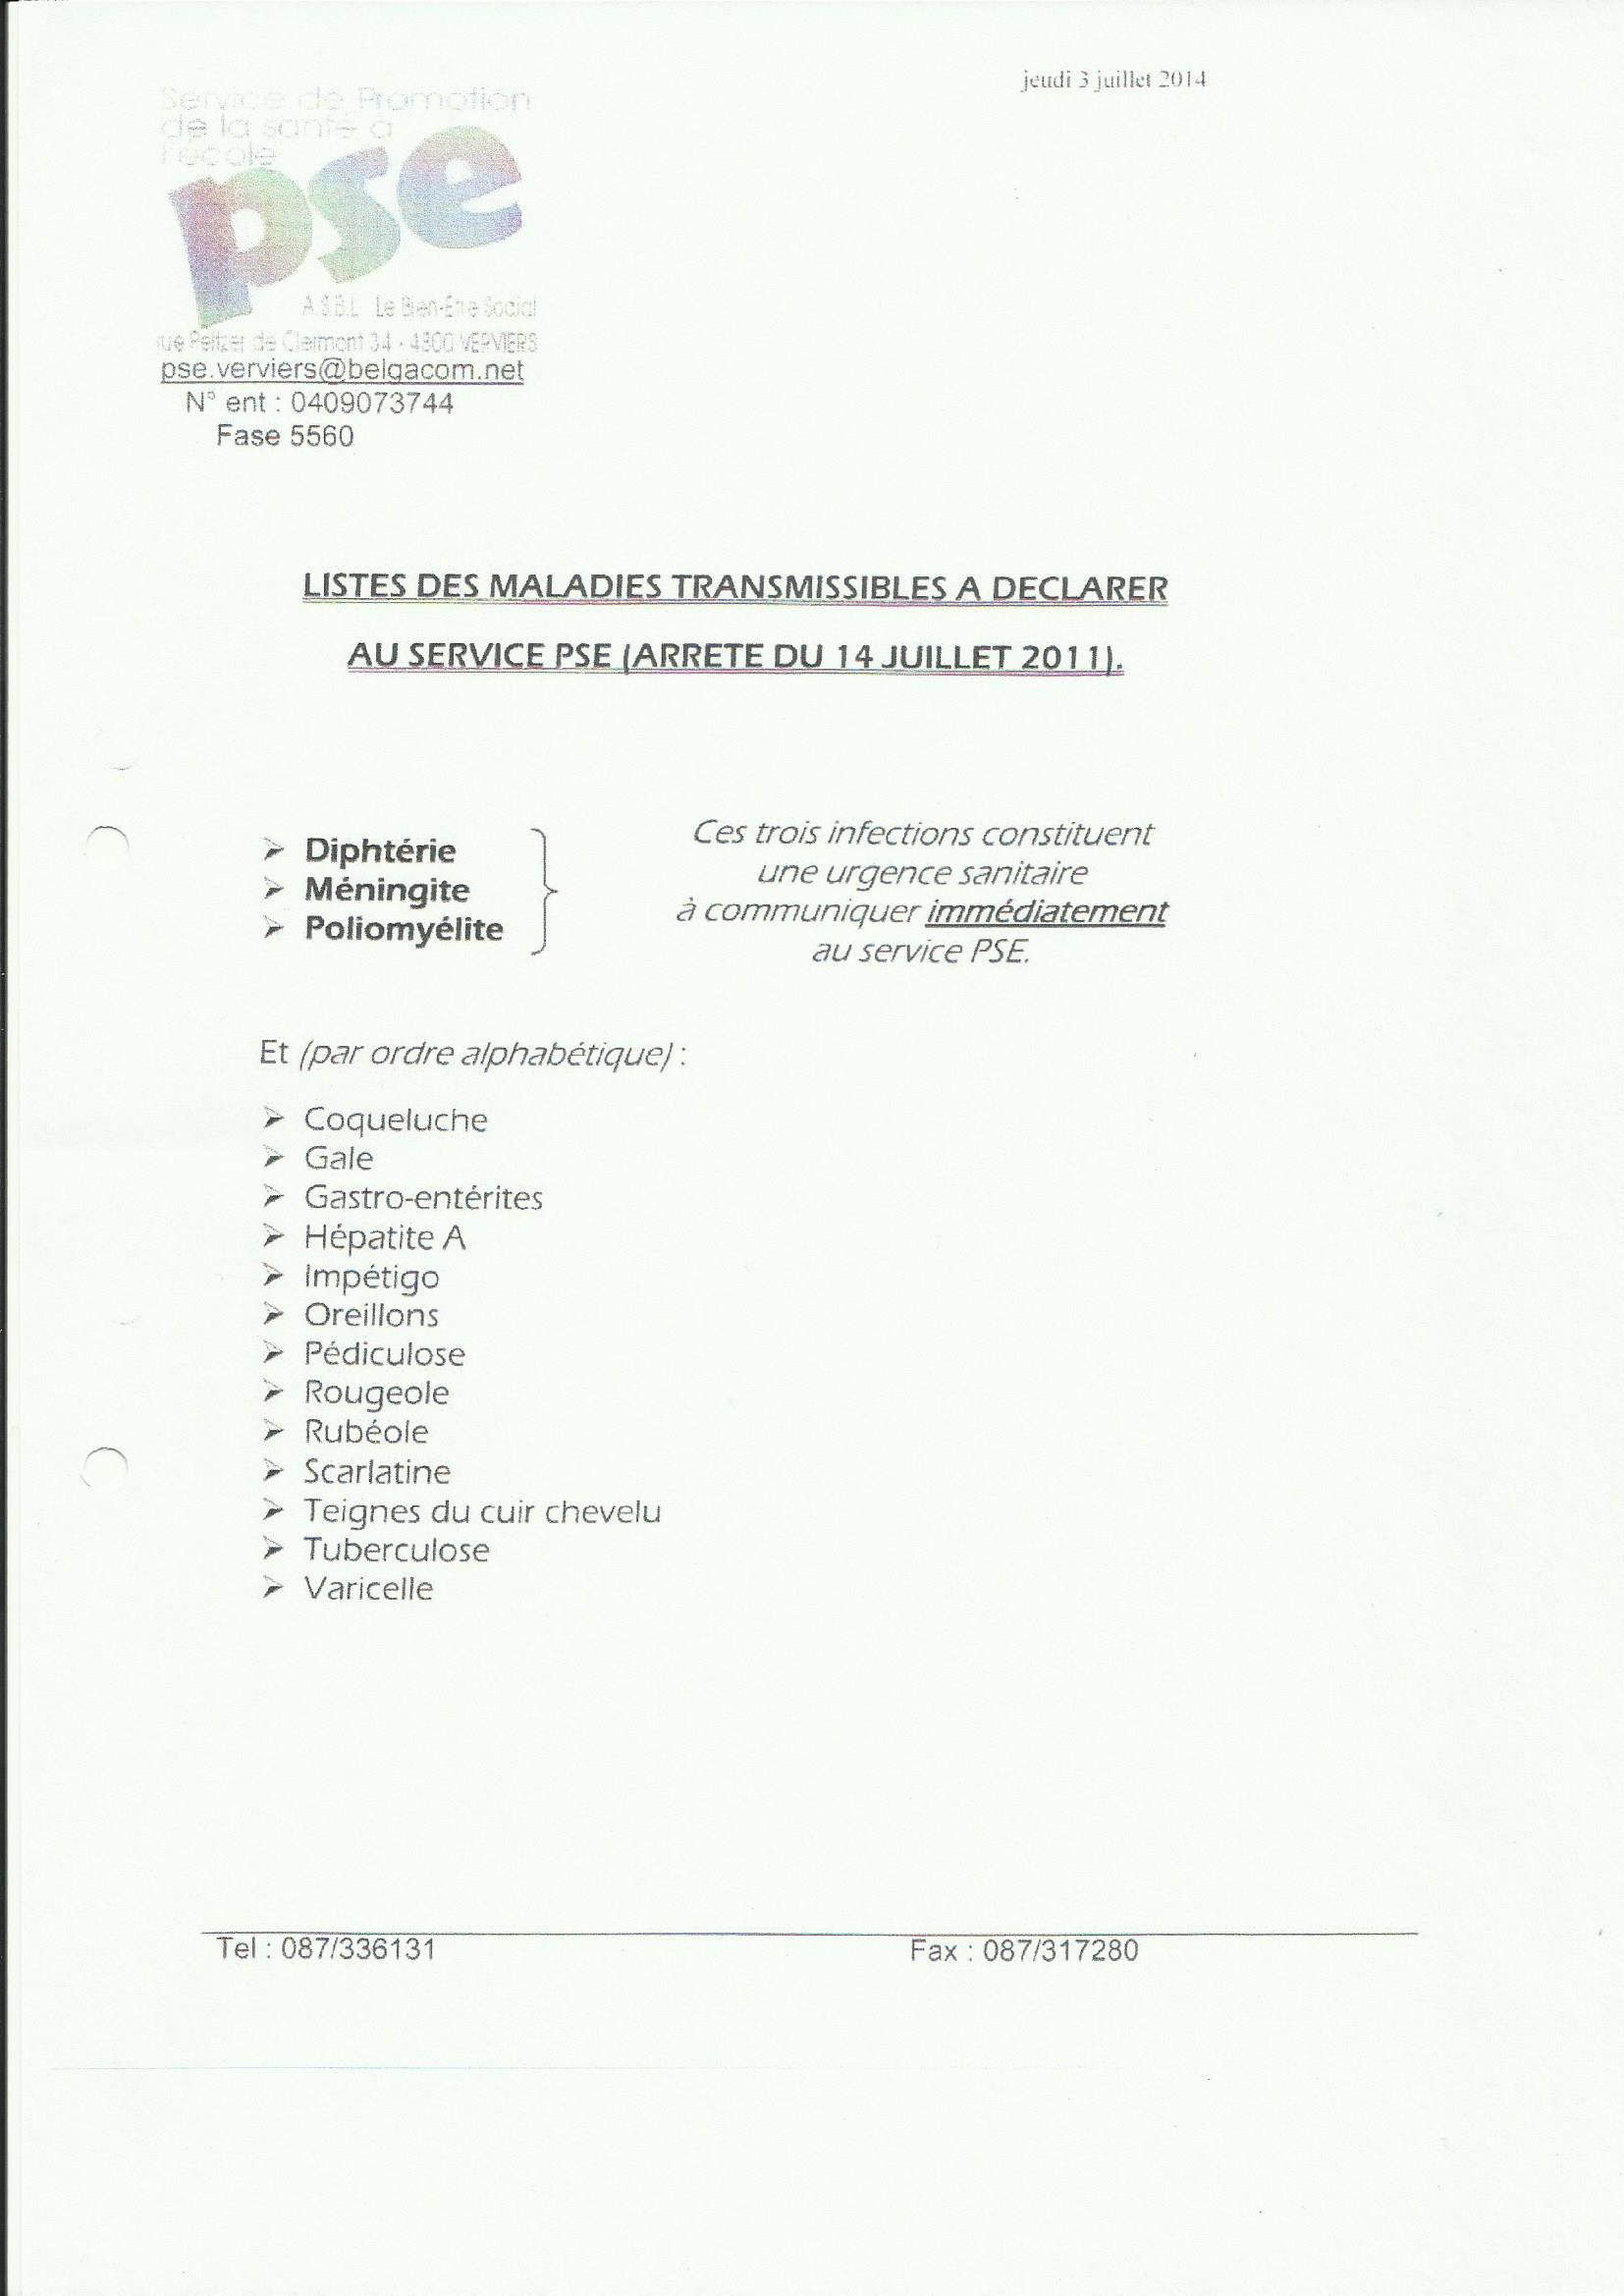 jeudi 3 juillet 2014
Service de Promotion
de la santé a
l'école
pse
A.S.B.L. Le Bien-Être Social
rue Peltzer de Clermont 34 - 4800 VERVIERS
pse.verviers@belgacom.net
N° ent : 0409073744
Fase 5560
LISTES DES MALADIES TRANSMISSIBLES A DECLARER
AU SERVICE PSE (ARRETE DU 14 JUILLET 2011).
➢ Diphtérie
➢ Méningite
➢ Poliomyélite
Ces trois infections constituent
une urgence sanitaire
à communiquer immédiatement
au service PSE.
Et (par ordre alphabétique) :
➢ Coqueluche
➢ Gale
➢ Gastro-entérites
➢ Hépatite A
➢ Impétigo
➢ Oreillons
➢ Pédiculose
➢ Rougeole
➢ Rubéole
➢ Scarlatine
➢ Teignes du cuir chevelu
➢ Tuberculose
➢ Varicelle
Tel : 087/336131 Fax : 087/317280